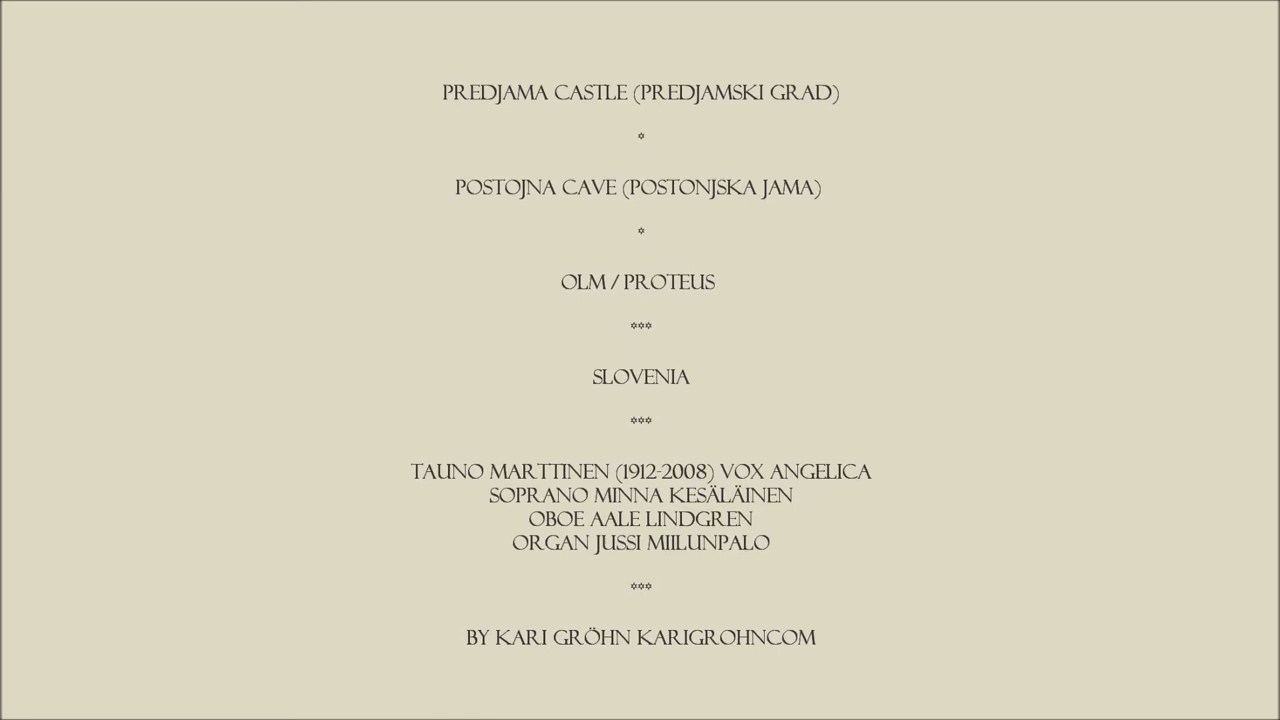 PREDJAMA CASTLE (PREDJAMSKI GRAD)
*
POSTOJNA CAVE (POSTONJSKA JAMA)
*
OLM / PROTEUS
***
SLOVENIA
***
TAUNO MARTTINEN (1912-2008) VOX ANGELICA
SOPRANO MINNA KESÄLÄINEN
OBOE AALE LINDGREN
ORGAN JUSSI MIILUNPALO
***
BY KARI GRÖHN KARIGROHNCOM